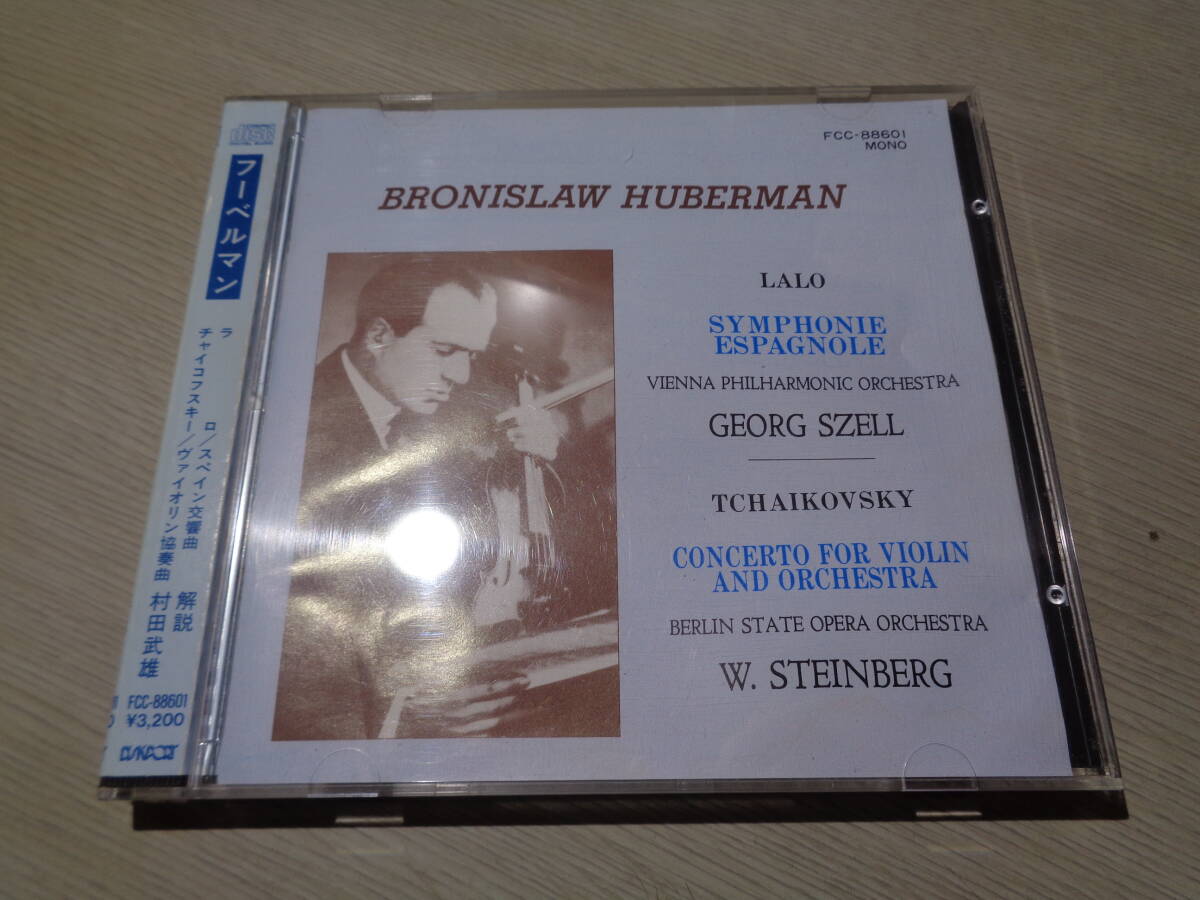 disc
DIGITAL AUDIO
フーベルマン
ラ ロ/スペイン交響曲
チャイコフスキー/ヴァイオリン協奏曲
解説
村田武雄
FCC-88601
¥3,200
FCC-88601
MONO
BRONISLAW HUBERMAN
LALO
SYMPHONIE
ESPAGNOLE
VIENNA PHILHARMONIC ORCHESTRA
GEORG SZELL
TCHAIKOVSKY
CONCERTO FOR VIOLIN
AND ORCHESTRA
BERLIN STATE OPERA ORCHESTRA
W. STEINBERG